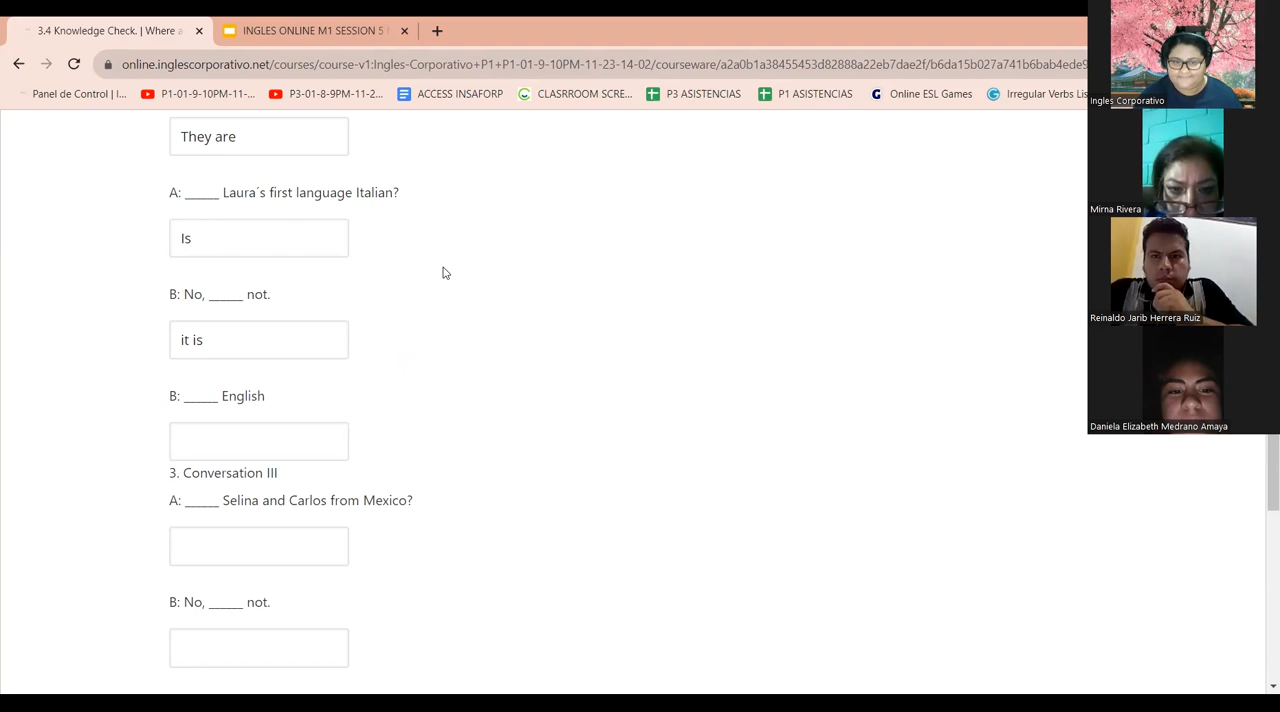 3.4 Knowledge Check. | Where a
INGLES ONLINE M1 SESSION 5
online.inglescorporativo.net/courses/course-v1:Ingles-Corporativo+P1+P1-01-9-10PM-11-23-14-02/courseware/a2a0b1a38455453d82888a22eb7dae2f/b6da15b027a741b6bab4ede9
Panel de Control | I...
P1-01-9-10PM-11-...
P3-01-8-9PM-11-2...
ACCESS INSAFORP
CLASRROOM SCRE...
P3 ASISTENCIAS
P1 ASISTENCIAS
Online ESL Games
Irregular Verbs Lis
Ingles Corporativo
Mirna Rivera
Reinaldo Jarib Herrera Ruiz
Daniela Elizabeth Medrano Amaya
They are
A: _____ Laura´s first language Italian?
Is
B: No, _____ not.
it is
B: _____ English
3. Conversation III
A: _____ Selina and Carlos from Mexico?
B: No, _____ not.